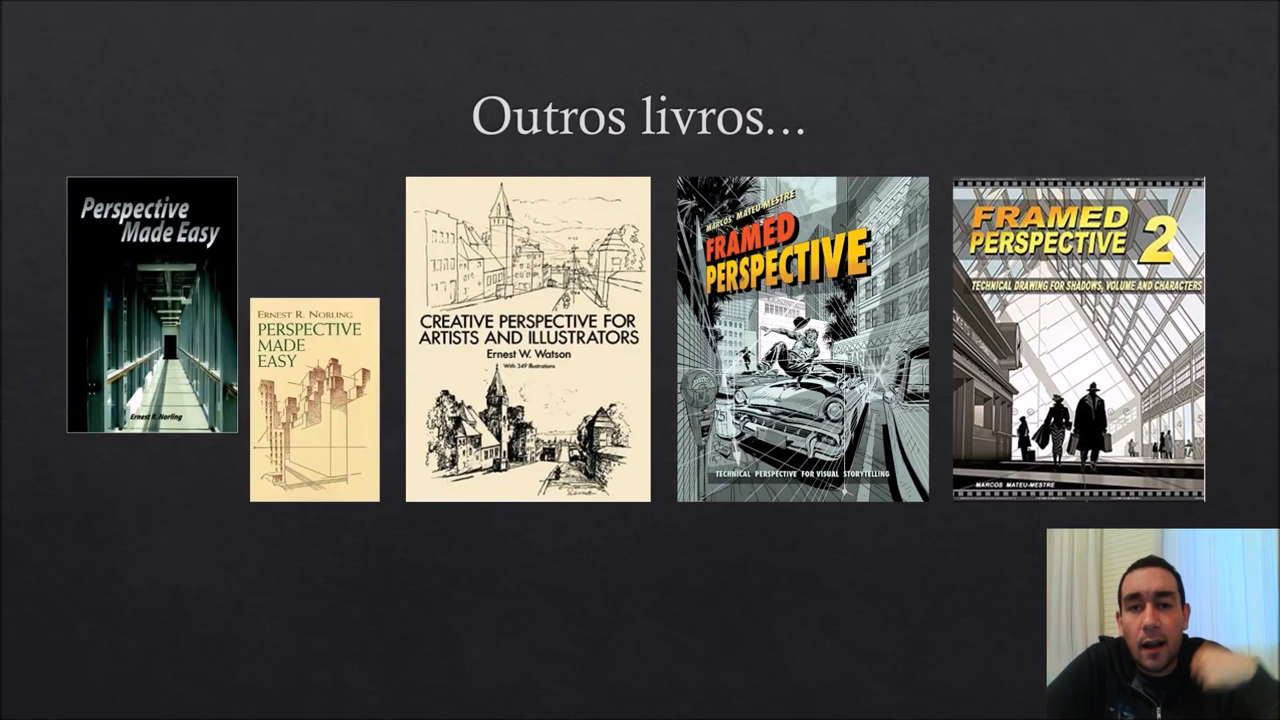 Outros livros...
Perspective
Made Easy
Ernest R. Norling
ERNEST R. NORLING
PERSPECTIVE
MADE
EASY
CREATIVE PERSPECTIVE FOR
ARTISTS AND ILLUSTRATORS
Ernest W. Watson
With 349 Illustrations
MARCOS MATEU-MESTRE
FRAMED
PERSPECTIVE
TECHNICAL PERSPECTIVE FOR VISUAL STORYTELLING
FRAMED
PERSPECTIVE 2
TECHNICAL DRAWING FOR SHADOWS, VOLUME AND CHARACTERS
MARCOS MATEU-MESTRE